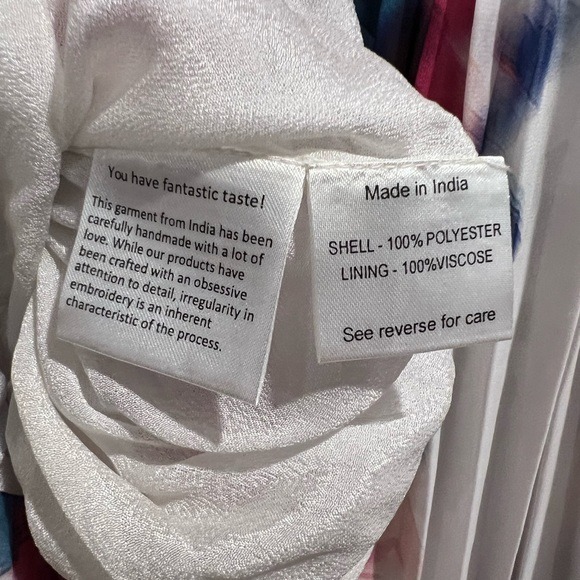 You have fantastic taste!
This garment from India has been
carefully handmade with a lot of
love. While our products have
been crafted with an obsessive
attention to detail, irregularity in
embroidery is an inherent
characteristic of the process.
Made in India
SHELL - 100% POLYESTER
LINING - 100%VISCOSE
See reverse for care